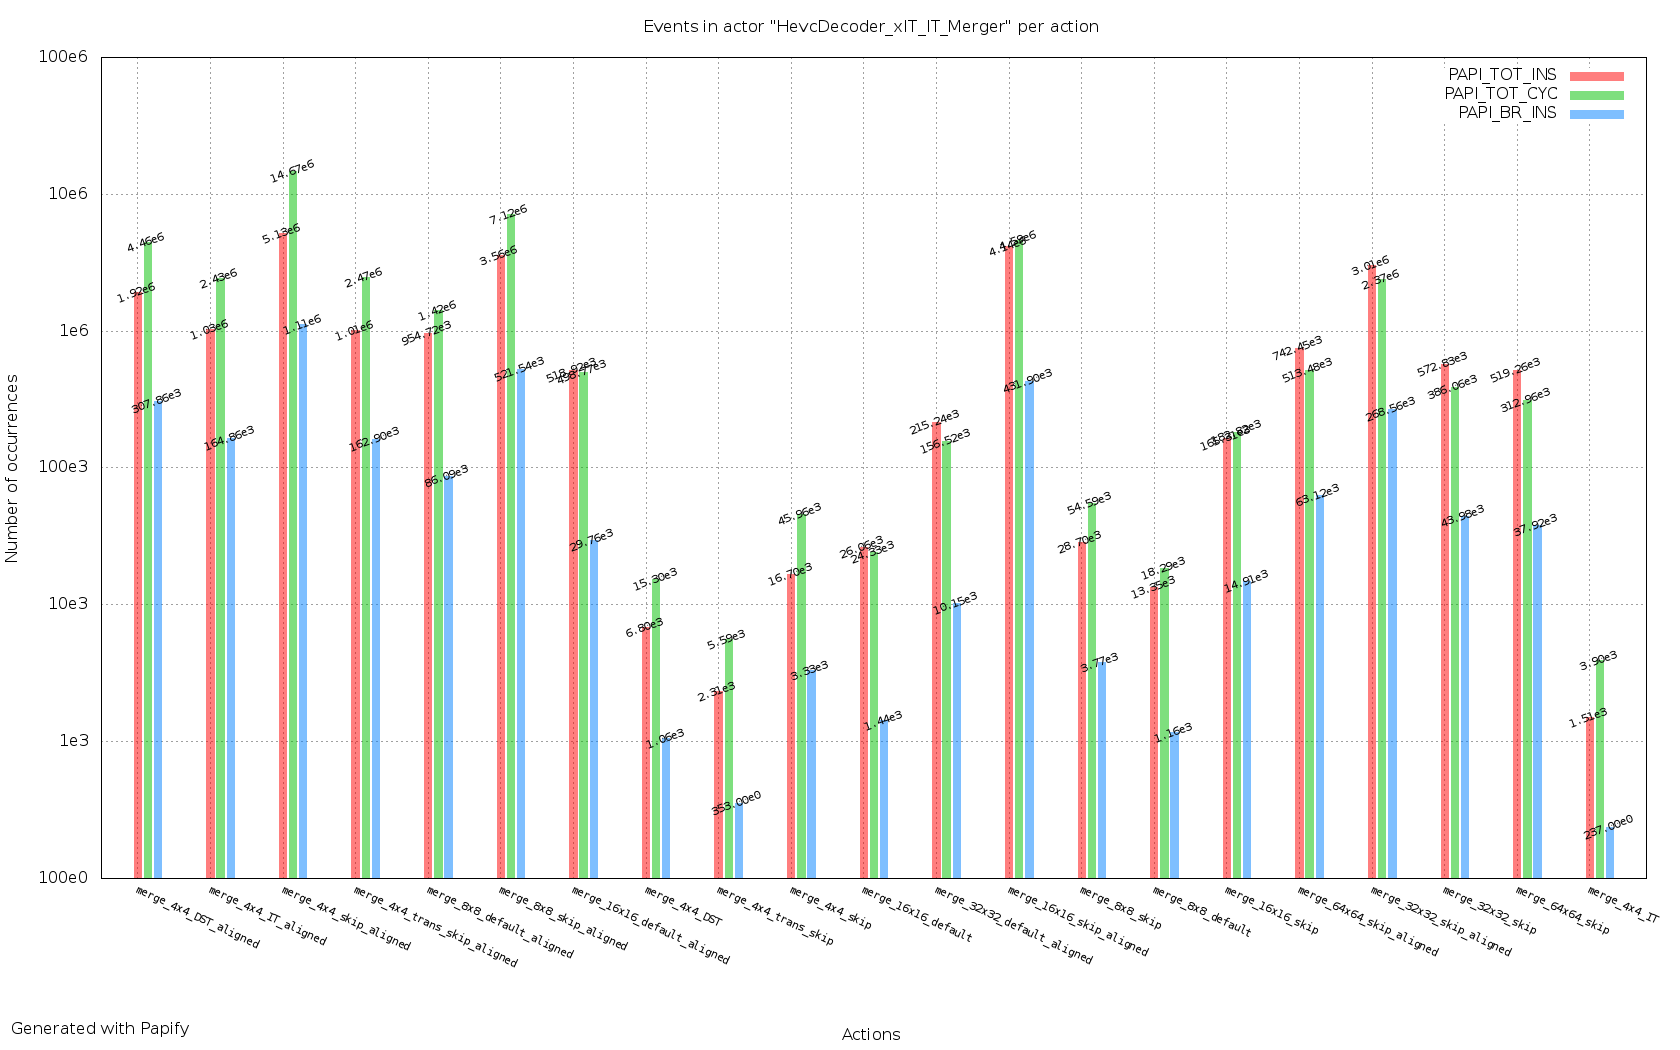 Events in actor "HevcDecoder_xIT_IT_Merger" per action
100e6
10e6
1e6
100e3
10e3
1e3
100e0
Number of occurrences
PAPI_TOT_INS
PAPI_TOT_CYC
PAPI_BR_INS
1.92e6
4.46e6
307.86e3
1.03e6
2.43e6
164.86e3
5.13e6
14.67e6
1.11e6
1.01e6
2.47e6
162.90e3
954.72e3
1.42e6
86.09e3
3.56e6
7.12e6
521.54e3
29.76e3
6.80e3
15.30e3
1.06e3
2.31e3
5.59e3
353.00e0
16.70e3
45.96e3
3.33e3
26.06e3
24.33e3
1.44e3
215.24e3
156.52e3
10.15e3
431.90e3
28.70e3
54.59e3
3.77e3
13.35e3
18.29e3
1.16e3
14.91e3
742.45e3
513.48e3
63.12e3
3.01e6
2.37e6
268.56e3
572.83e3
386.06e3
43.98e3
519.26e3
312.96e3
37.92e3
1.51e3
3.90e3
237.00e0
merge_4x4_DST_aligned
merge_4x4_IT_aligned
merge_4x4_skip_aligned
merge_4x4_trans_skip_aligned
merge_8x8_default_aligned
merge_8x8_skip_aligned
merge_16x16_default_aligned
merge_4x4_DST
merge_4x4_trans_skip
merge_4x4_skip
merge_16x16_default
merge_32x32_default_aligned
merge_16x16_skip_aligned
merge_8x8_skip
merge_8x8_default
merge_16x16_skip
merge_64x64_skip_aligned
merge_32x32_skip_aligned
merge_32x32_skip
merge_64x64_skip
merge_4x4_IT
Actions
Generated with Papify